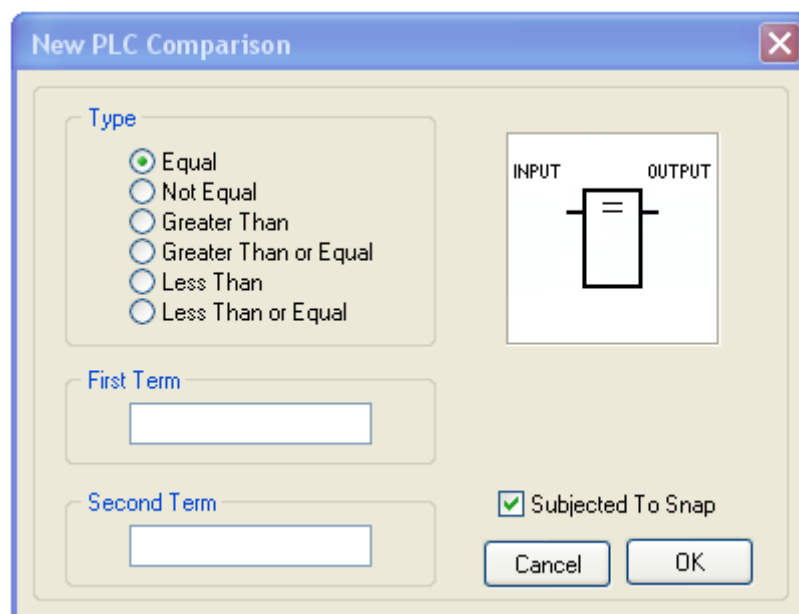 New PLC Comparison
Type
Equal
Not Equal
Greater Than
Greater Than or Equal
Less Than
Less Than or Equal
INPUT OUTPUT
=
First Term
Second Term
Subjected To Snap
Cancel OK